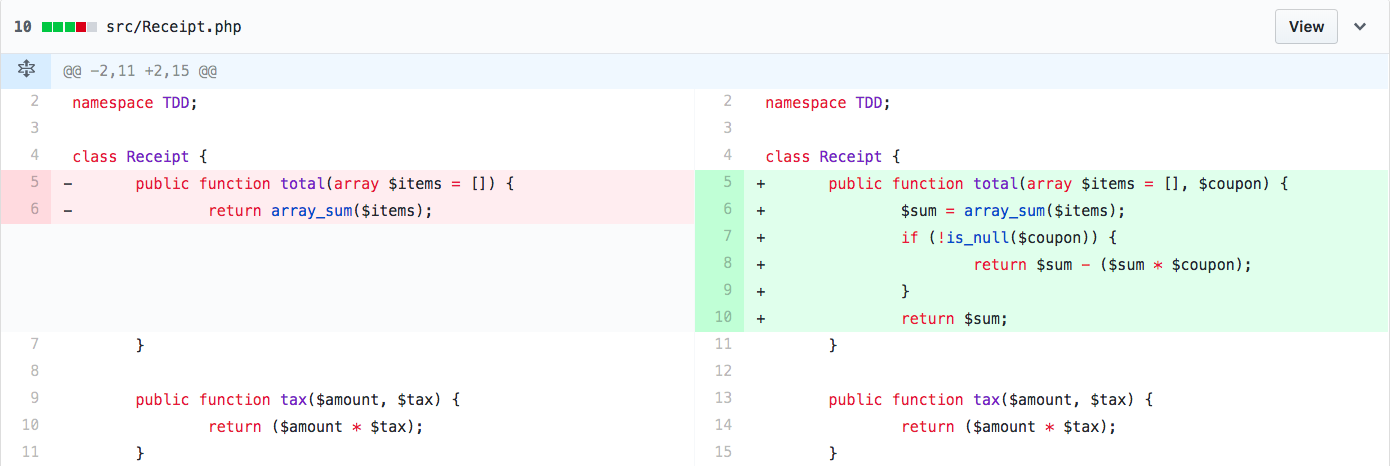 10 src/Receipt.php View
@@ -2,11 +2,15 @@
2 namespace TDD;
3
4 class Receipt {
5 - public function total(array $items = []) {
6 - return array_sum($items);
7 }
8
9 public function tax($amount, $tax) {
10 return ($amount * $tax);
11 }
2 namespace TDD;
3
4 class Receipt {
5 + public function total(array $items = [], $coupon) {
6 + $sum = array_sum($items);
7 + if (!is_null($coupon)) {
8 + return $sum - ($sum * $coupon);
9 + }
10 + return $sum;
11 }
12
13 public function tax($amount, $tax) {
14 return ($amount * $tax);
15 }